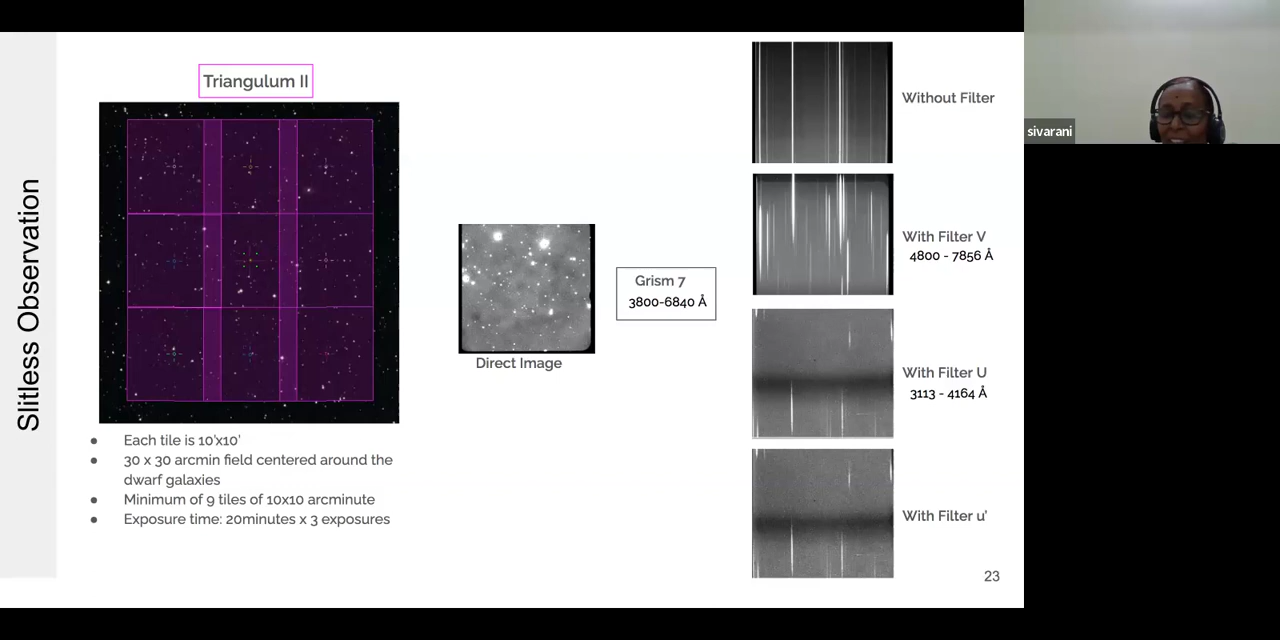 Slitless Observation
Triangulum II
Each tile is 10'x10'
30 x 30 arcmin field centered around the
dwarf galaxies
Minimum of 9 tiles of 10x10 arcminute
Exposure time: 20minutes x 3 exposures
Direct Image
Grism 7
3800-6840 Å
Without Filter
With Filter V
4800 - 7856 Å
With Filter U
3113 - 4164 Å
With Filter u'
23
sivarani